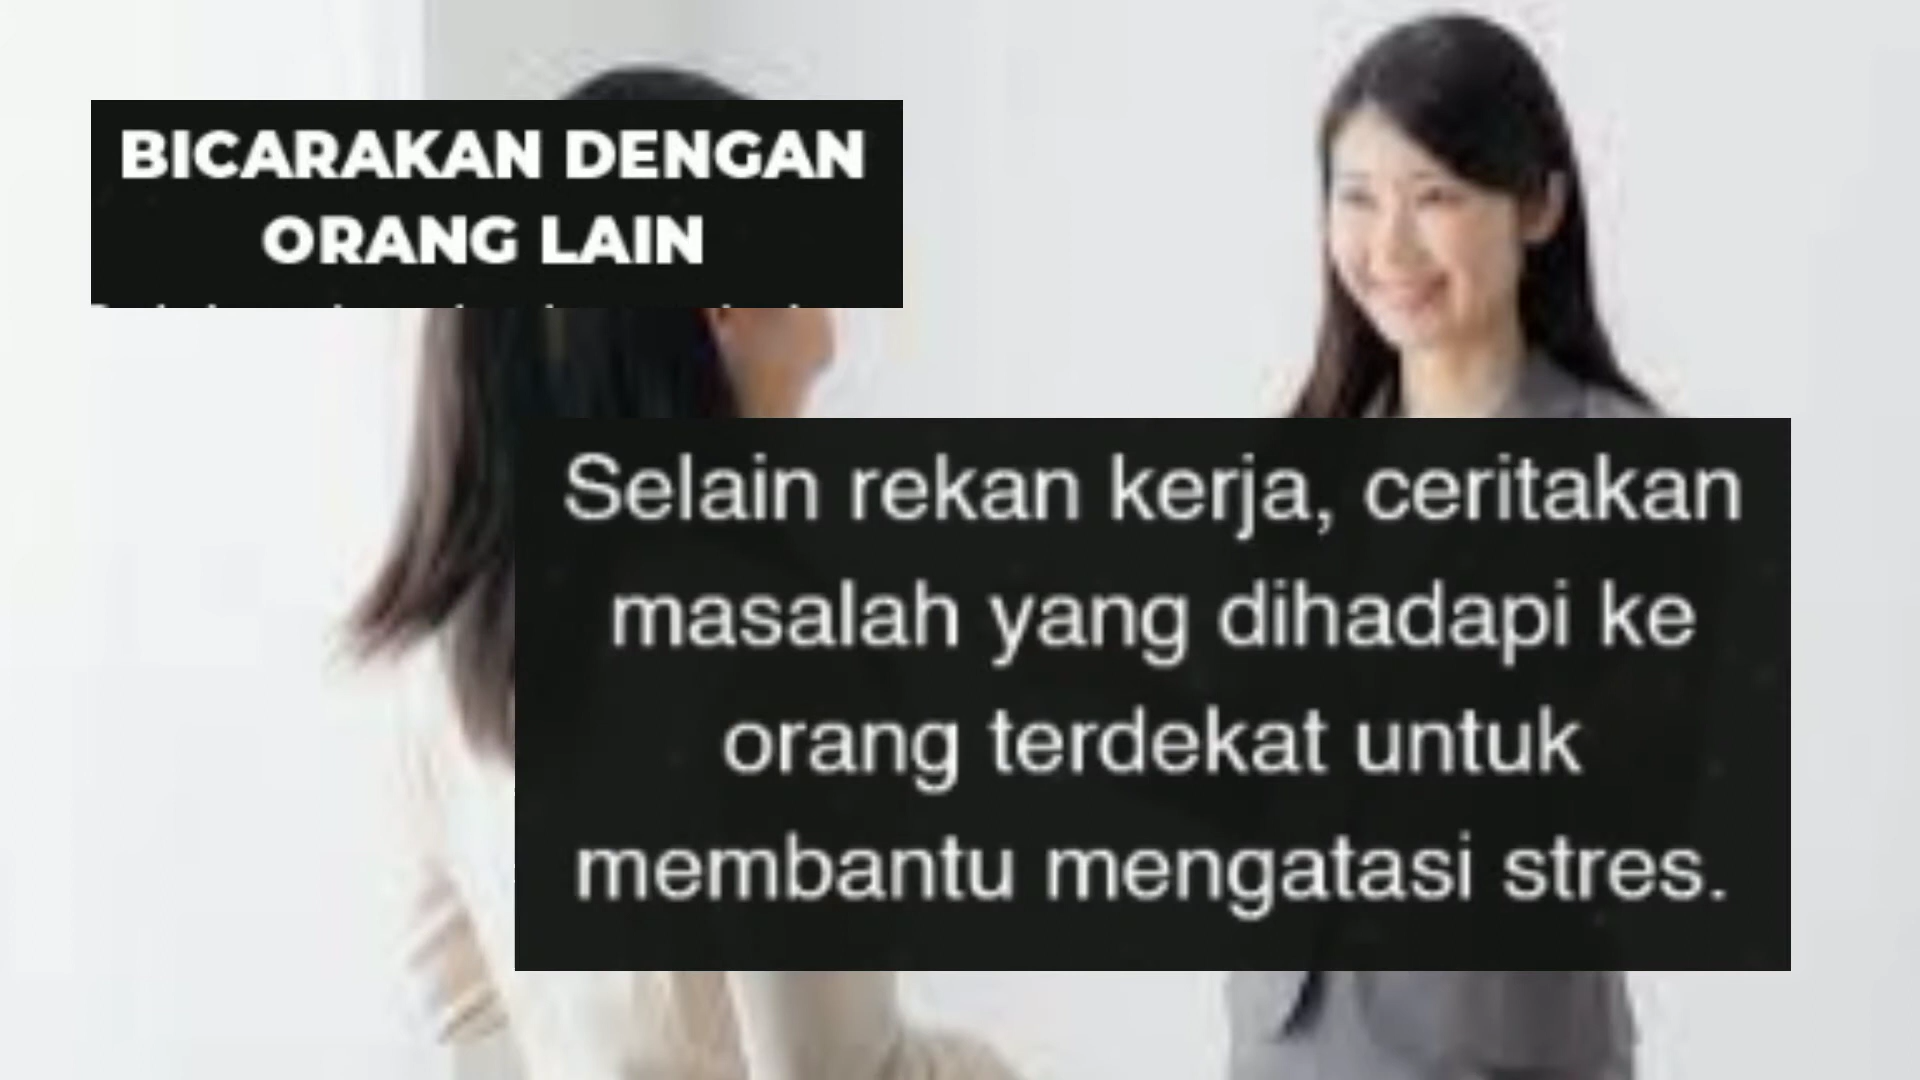 BICARAKAN DENGAN
ORANG LAIN
Selain rekan kerja, ceritakan
masalah yang dihadapi ke
orang terdekat untuk
membantu mengatasi stres.